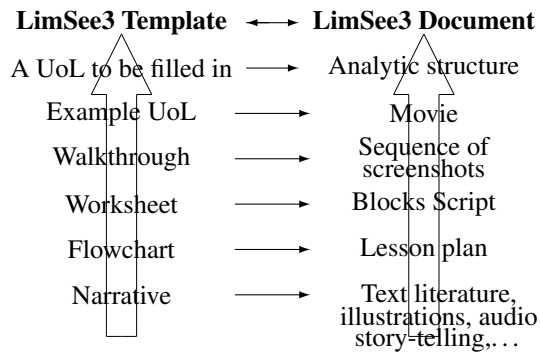 LimSee3 Template LimSee3 Document
A UoL to be filled in Analytic structure
Example UoL Movie
Walkthrough Sequence of
screenshots
Worksheet Blocks Script
Flowchart Lesson plan
Narrative Text literature,
illustrations, audio
story-telling,...